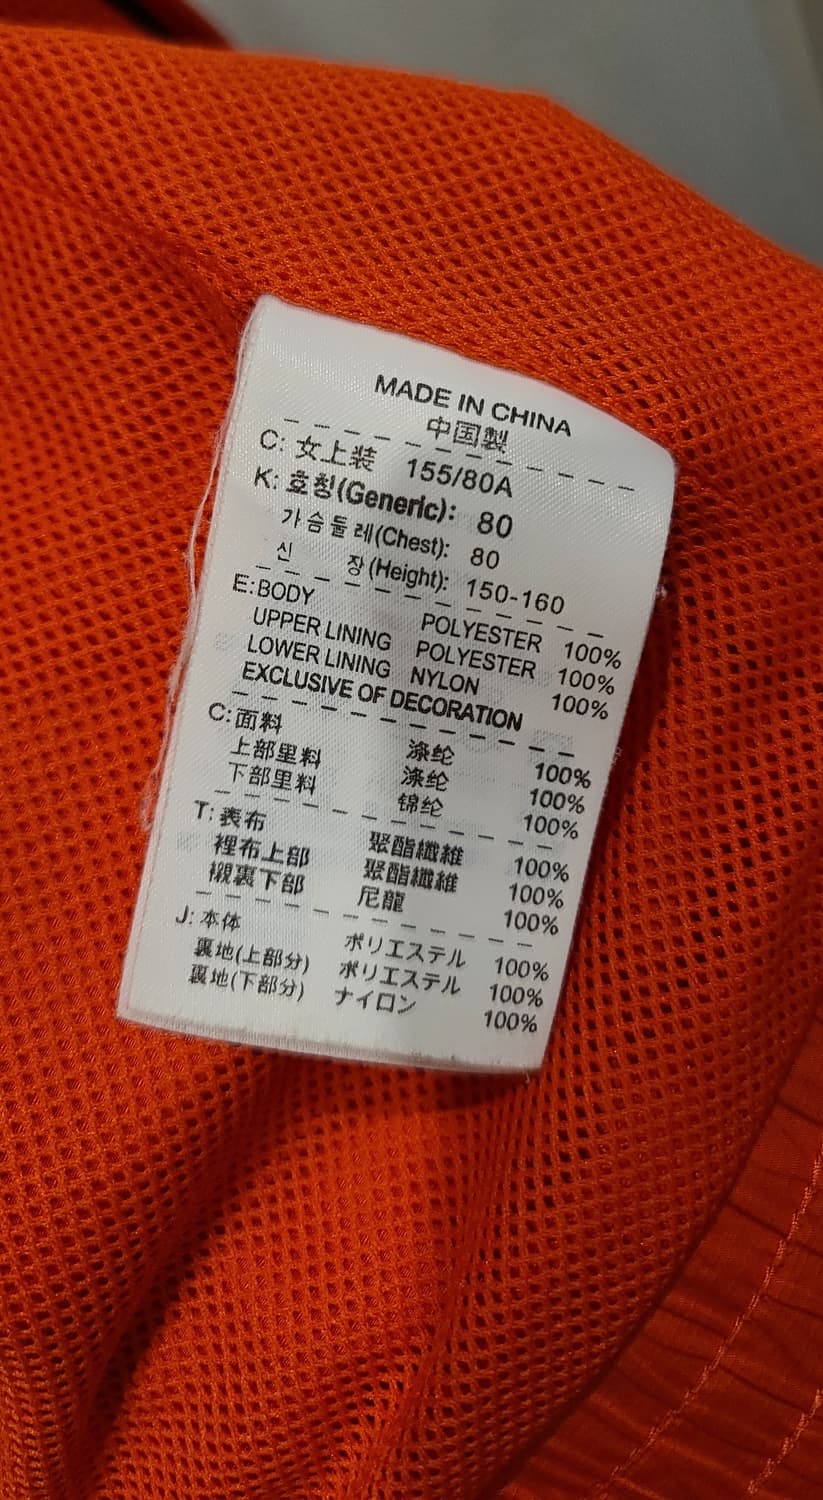 MADE IN CHINA
中国製
C: 女上装 155/80A
K: 호칭(Generic): 80
가슴둘레(Chest): 80
신 장(Height): 150-160
E:BODY POLYESTER 100%
UPPER LINING POLYESTER 100%
LOWER LINING NYLON 100%
EXCLUSIVE OF DECORATION
C:面料 涤纶 100%
上部里料 涤纶 100%
下部里料 锦纶 100%
T:表布 聚酯纖維 100%
裡布上部 聚酯纖維 100%
襯裏下部 尼龍 100%
J:本体 ポリエステル 100%
裏地(上部分) ポリエステル 100%
裏地(下部分) ナイロン 100%